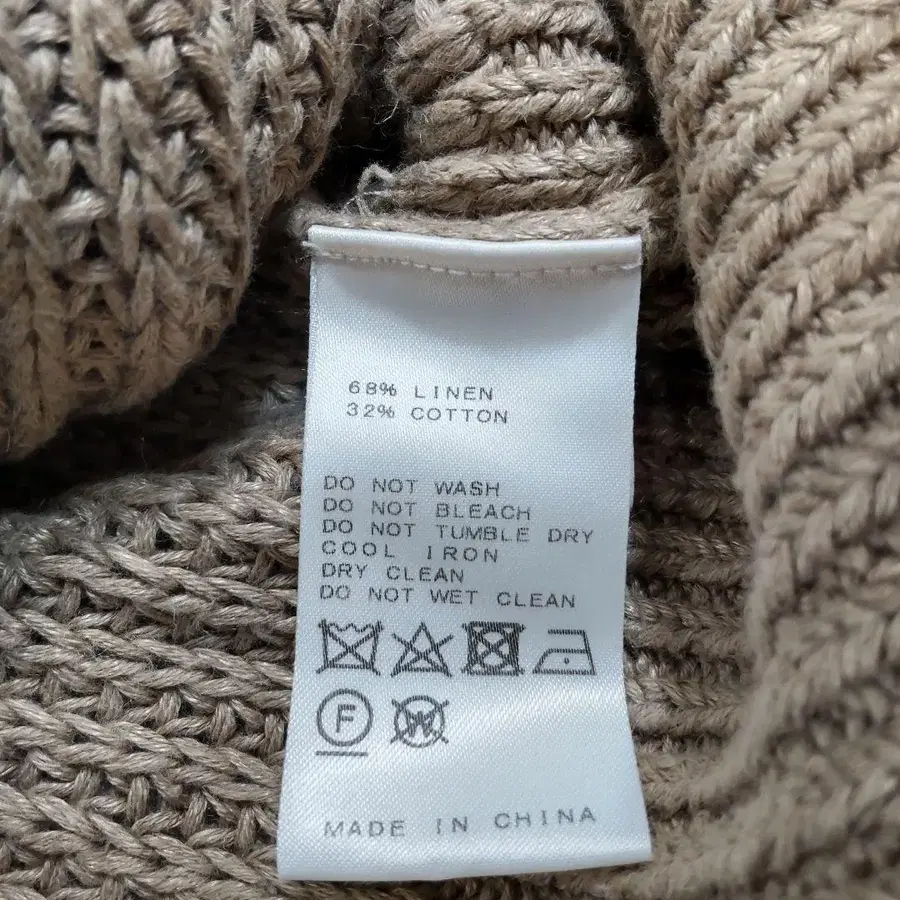 68% LINEN
32% COTTON
DO NOT WASH
DO NOT BLEACH
DO NOT TUMBLE DRY
COOL IRON
DRY CLEAN
DO NOT WET CLEAN
F W
MADE IN CHINA